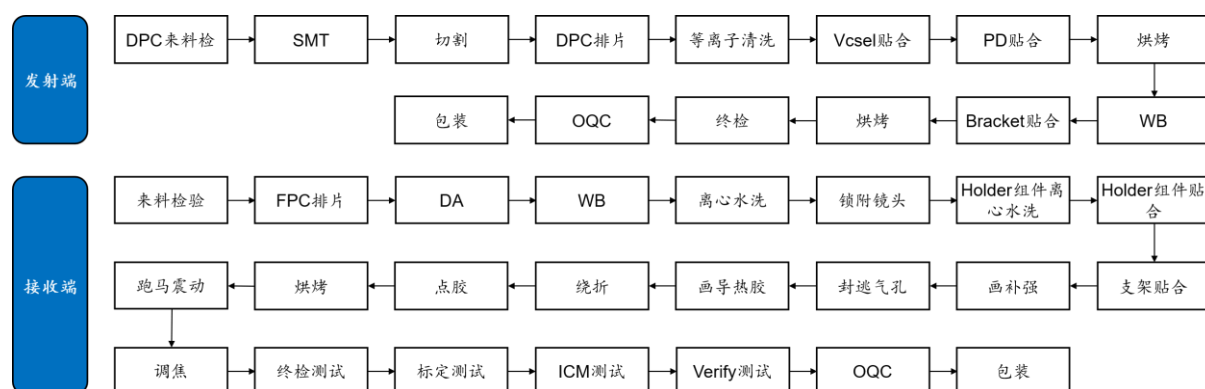 发射端
DPC来料检
SMT
切割
DPC排片
等离子清洗
Vcsel贴合
PD贴合
烘烤
包装
OQC
终检
烘烤
Bracket贴合
WB
接收端
来料检验
FPC排片
DA
WB
离心水洗
锁附镜头
Holder组件离
心水洗
Holder组件贴
合
跑马震动
烘烤
点胶
绕折
画导热胶
封逃气孔
画补强
支架贴合
调焦
终检测试
标定测试
ICM测试
Verify测试
OQC
包装